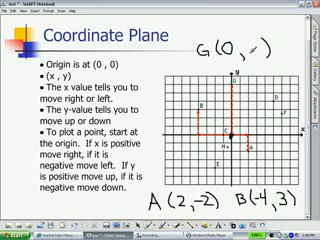 test * - SMART Notebook
Coordinate Plane
G(0, )
• Origin is at (0 , 0)
• (x , y)
• The x value tells you to
move right or left.
• The y-value tells you to
move up or down
• To plot a point, start at
the origin. If x is positive
move right, if it is
negative move left. If y
is positive move up, if it is
negative move down.
y
G
D
B
F
C
x
H
A
E
A (2,-2) B(-4,3)